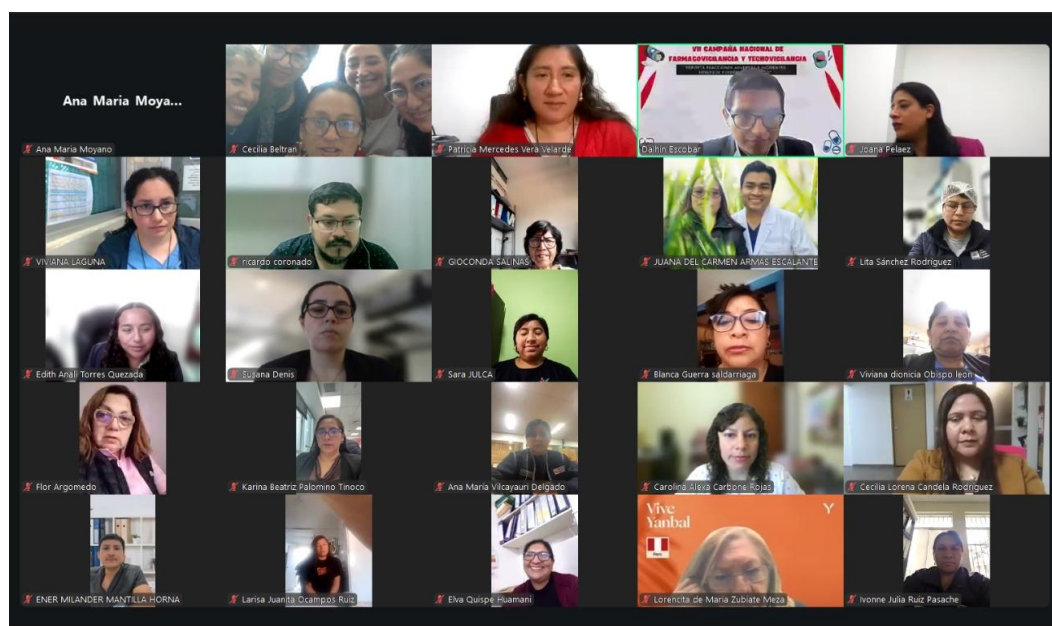 Ana Maria Moya...
Ana Maria Moyano
Cecilia Beltran
Patricia Mercedes Vera Velarde
VII CAMPAÑA NACIONAL DE
FARMACOVIGILANCIA Y TECNOVIGILANCIA
Dalhin Escobar
Joana Pelaez
VIVIANA LAGUNA
ricardo coronado
GIOCONDA SALINAS
JUANA DEL CARMEN ARMAS ESCALANTE
Lita Sánchez Rodríguez
Edith Anali Torres Quezada
Susana Denis
Sara JULCA
Blanca Guerra saldarriaga
Viviana dionicia Obispo leon
Flor Argomedo
Karina Beatriz Palomino Tinoco
Ana María Vilcayauri Delgado
Carolina Alexa Carbone Rojas
Cecilia Lorena Candela Rodríguez
Vive
Yanbal
Y
ENER MILANDER MANTILLA HORNA
Larisa Juanita Ocampos Ruiz
Elva Quispe Huamani
Lorencita de Maria Zubiate Meza
Ivonne Julia Ruiz Pasache